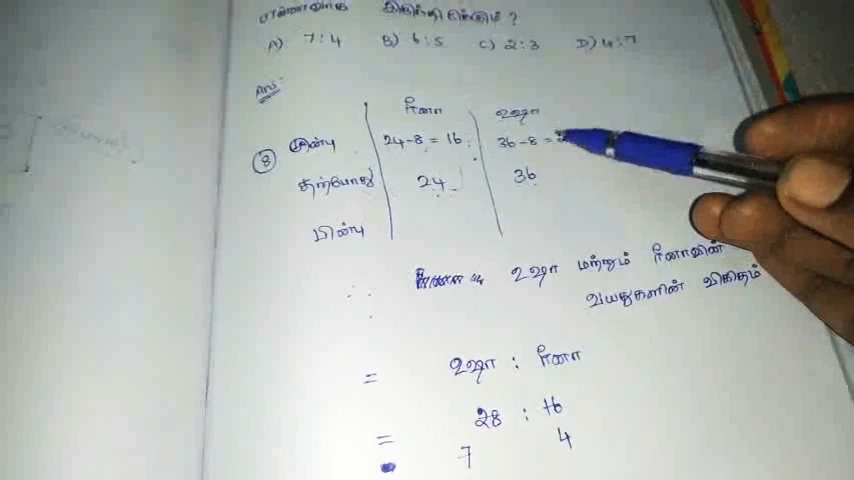 A) 7:4 B) 6:5 C) 2:3 D) 4:7
Ans:
ரீனா உஷா
8 முன்பு 24-8 = 16 36-8 =
தற்போது 24 36
பின்பு
∴ உஷா மற்றும் ரீனாவின்
வயதுகளின் விகிதம்
= உஷா : ரீனா
28 : 16
= 7 4